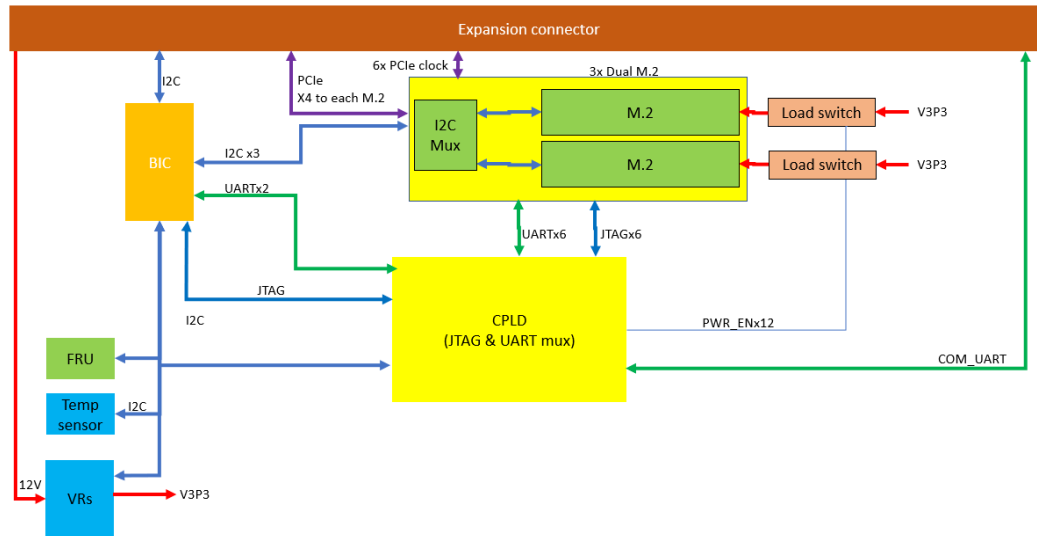 Expansion connector
6x PCIe clock
3x Dual M.2
I2C
PCIe
X4 to each M.2
I2C
Mux
M.2
Load switch
V3P3
BIC
I2C x3
M.2
Load switch
V3P3
UARTx2
UARTx6
JTAGx6
JTAG
I2C
CPLD
(JTAG & UART mux)
PWR_ENx12
FRU
COM_UART
Temp
sensor
I2C
12V
VRs
V3P3